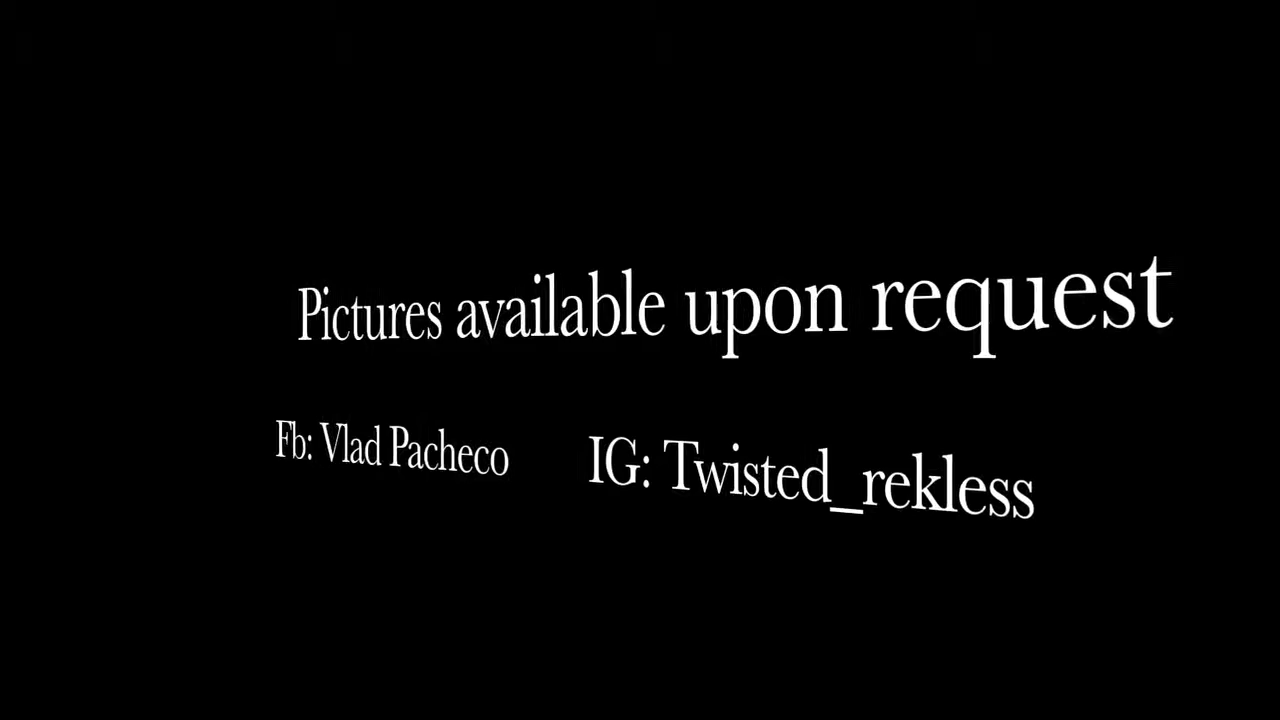 Pictures available upon request
Fb: Vlad Pacheco IG: Twisted_rekless